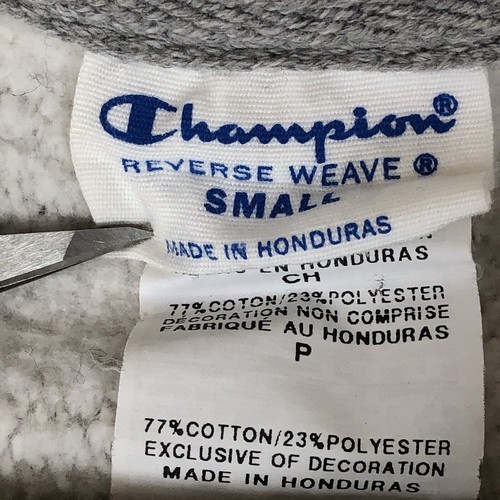 Champion®
REVERSE WEAVE ®
SMALL
MADE IN HONDURAS
EN HONDURAS
CH
77%COTON/23%POLYESTER
DÉCORATION NON COMPRISE
FABRIQUÉ AU HONDURAS
P
77%COTTON/23%POLYESTER
EXCLUSIVE OF DECORATION
MADE IN HONDURAS